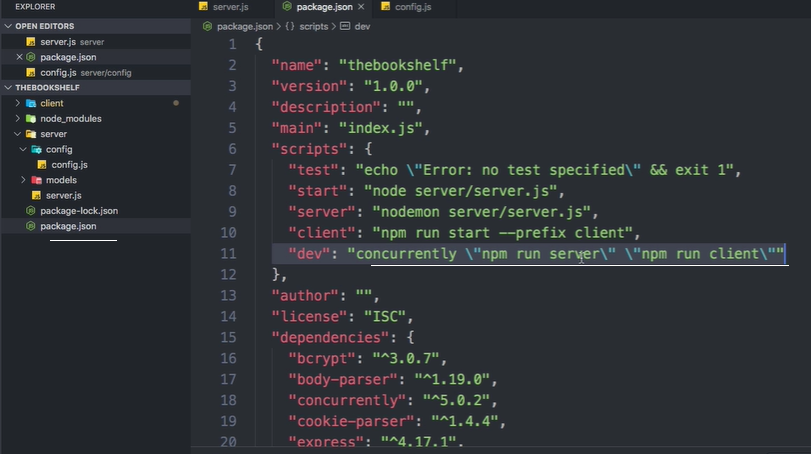 EXPLORER
OPEN EDITORS
server.js server
package.json
config.js server/config
THEBOOKSHELF
client
node_modules
server
config
config.js
models
server.js
package-lock.json
package.json
server.js
package.json
config.js
package.json > {} scripts > dev
1 {
2 "name": "thebookshelf",
3 "version": "1.0.0",
4 "description": "",
5 "main": "index.js",
6 "scripts": {
7 "test": "echo \"Error: no test specified\" && exit 1",
8 "start": "node server/server.js",
9 "server": "nodemon server/server.js",
10 "client": "npm run start --prefix client",
11 "dev": "concurrently \"npm run server\" \"npm run client\""
12 },
13 "author": "",
14 "license": "ISC",
15 "dependencies": {
16 "bcrypt": "^3.0.7",
17 "body-parser": "^1.19.0",
18 "concurrently": "^5.0.2",
19 "cookie-parser": "^1.4.4",
20 "express": "^4.17.1",